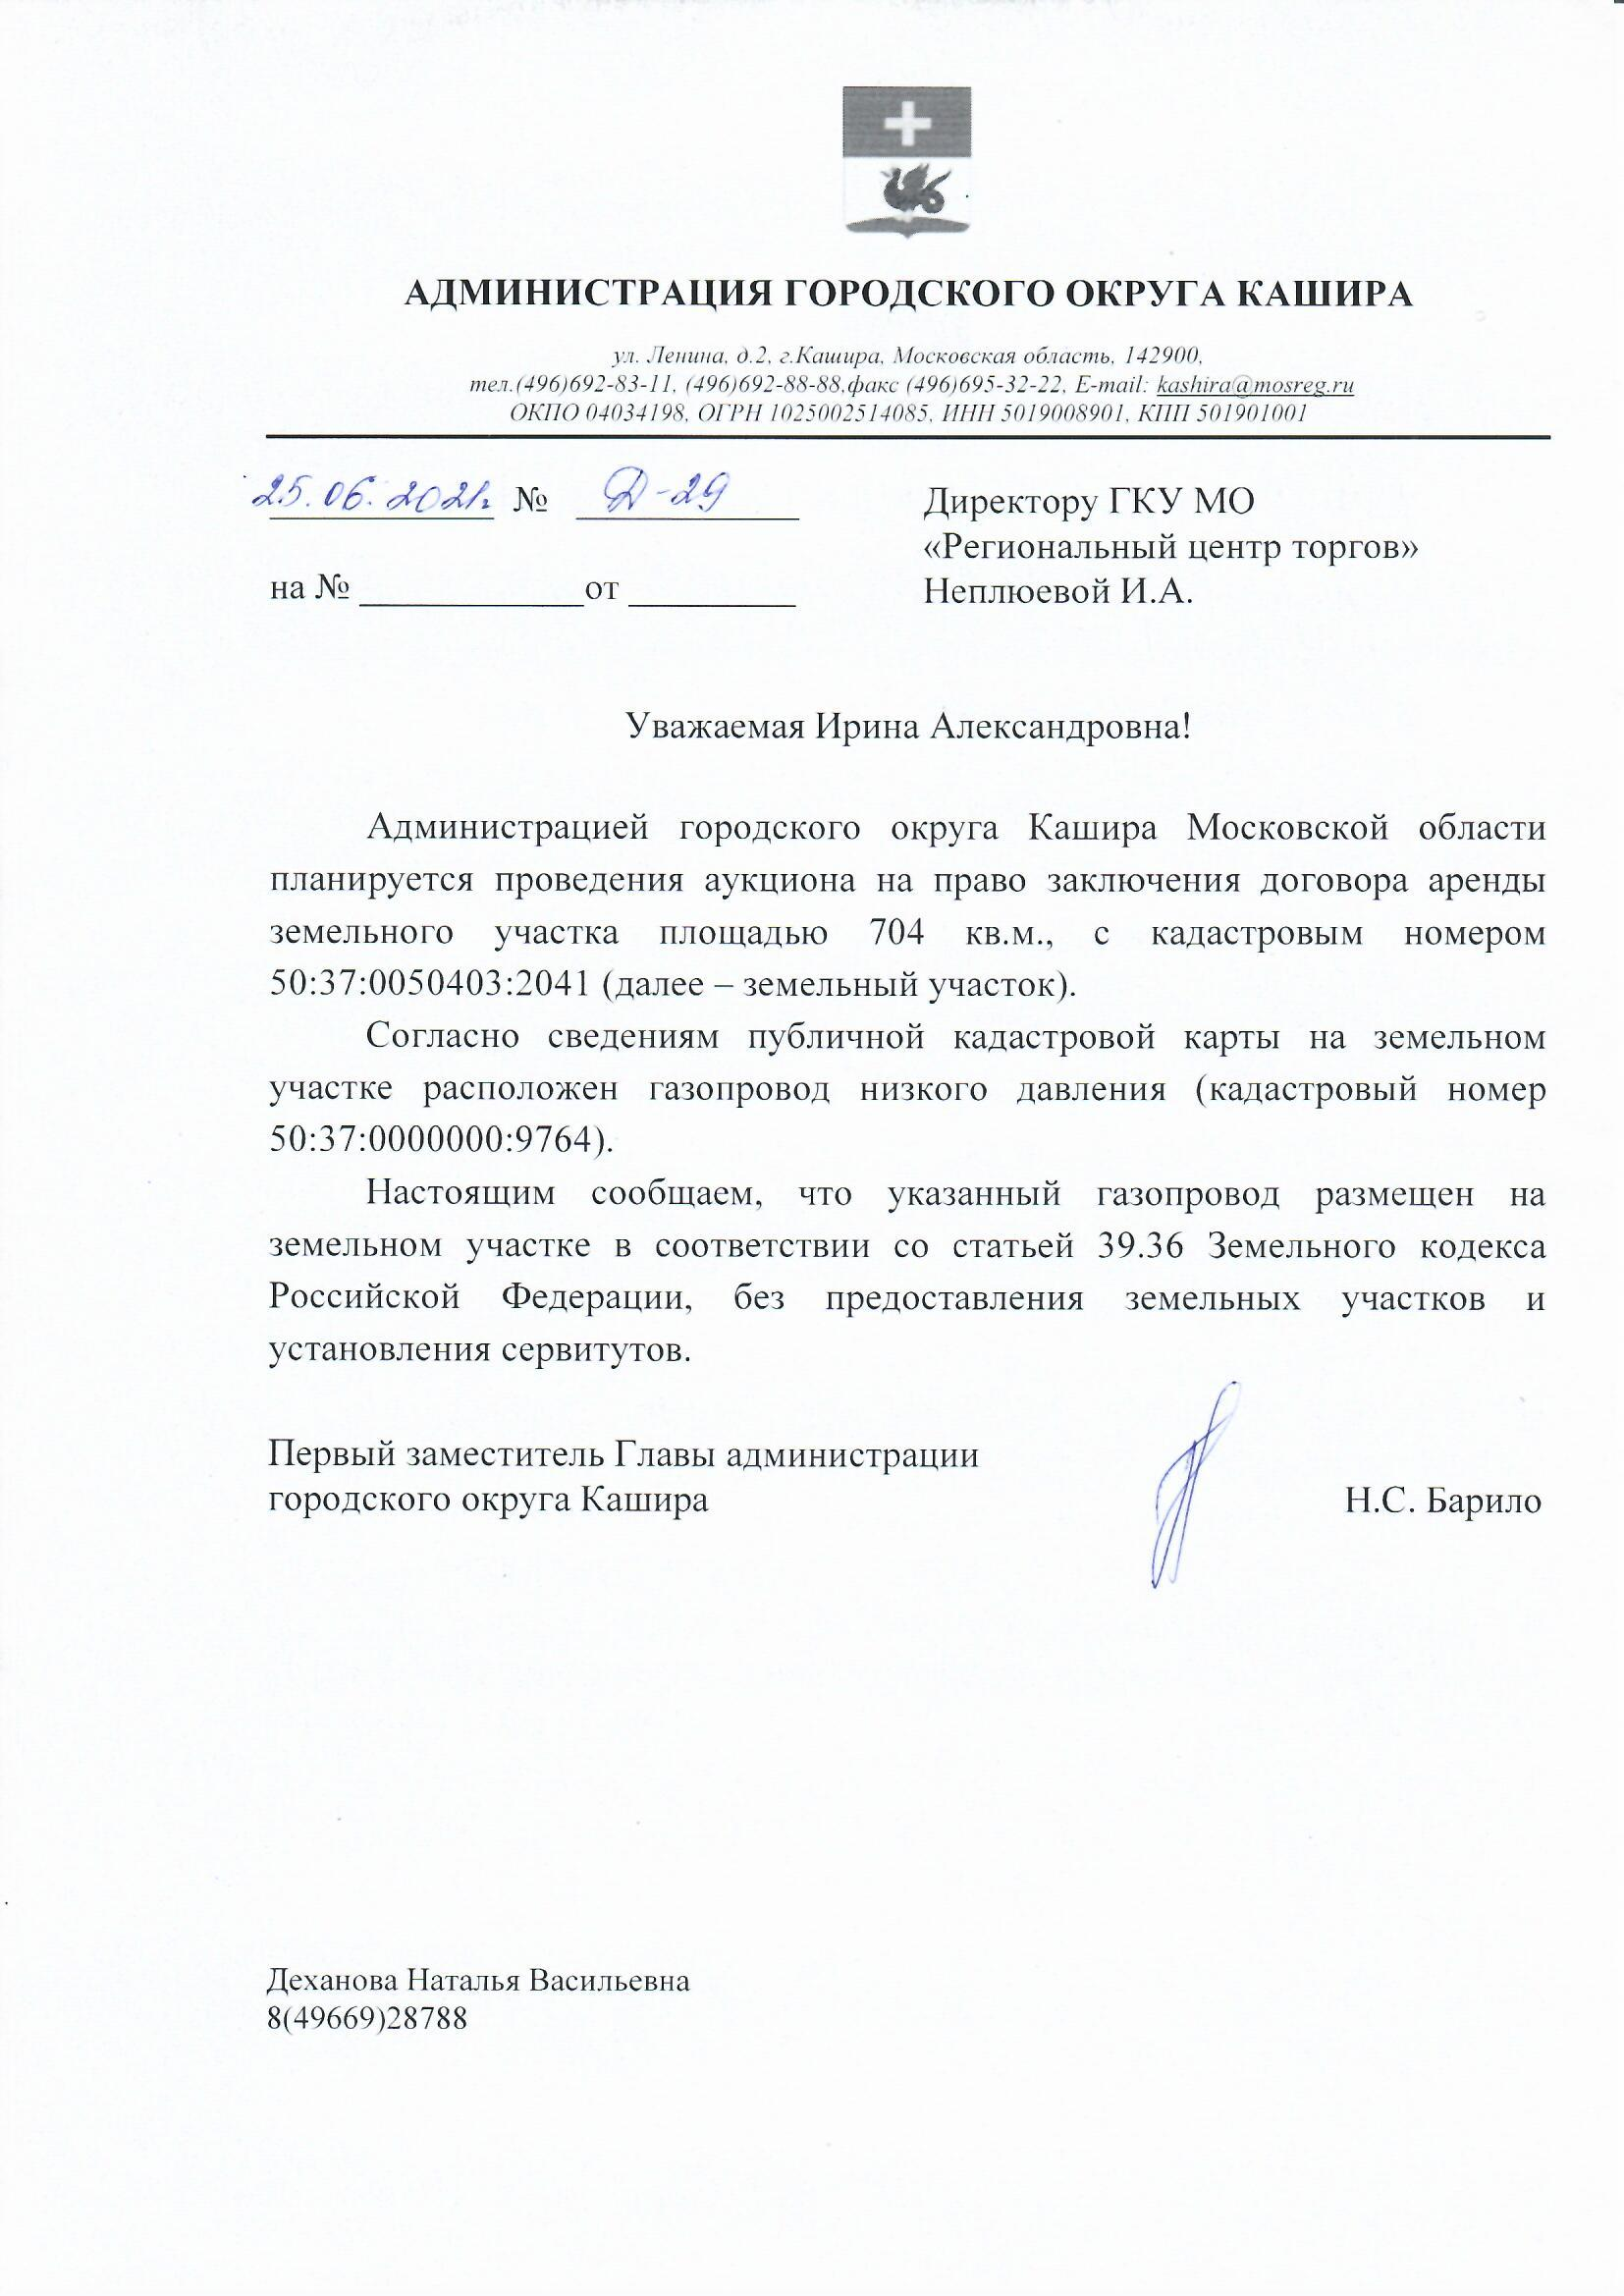 АДМИНИСТРАЦИЯ ГОРОДСКОГО ОКРУГА КАШИРА
ул. Ленина, д.2, г.Кашира, Московская область, 142900,
тел.(496)692-83-11, (496)692-88-88,факс (496)695-32-22, E-mail: kashira@mosreg.ru
ОКПО 04034198, ОГРН 1025002514085, ИНН 5019008901, КПП 501901001
25.06.2021г № Д-29
на № ____________от _________
Директору ГКУ МО
«Региональный центр торгов»
Неплюевой И.А.
Уважаемая Ирина Александровна!
Администрацией городского округа Кашира Московской области
планируется проведения аукциона на право заключения договора аренды
земельного участка площадью 704 кв.м., с кадастровым номером
50:37:0050403:2041 (далее – земельный участок).
Согласно сведениям публичной кадастровой карты на земельном
участке расположен газопровод низкого давления (кадастровый номер
50:37:0000000:9764).
Настоящим сообщаем, что указанный газопровод размещен на
земельном участке в соответствии со статьей 39.36 Земельного кодекса
Российской Федерации, без предоставления земельных участков и
установления сервитутов.
Первый заместитель Главы администрации
городского округа Кашира Н.С. Барило
Деханова Наталья Васильевна
8(49669)28788